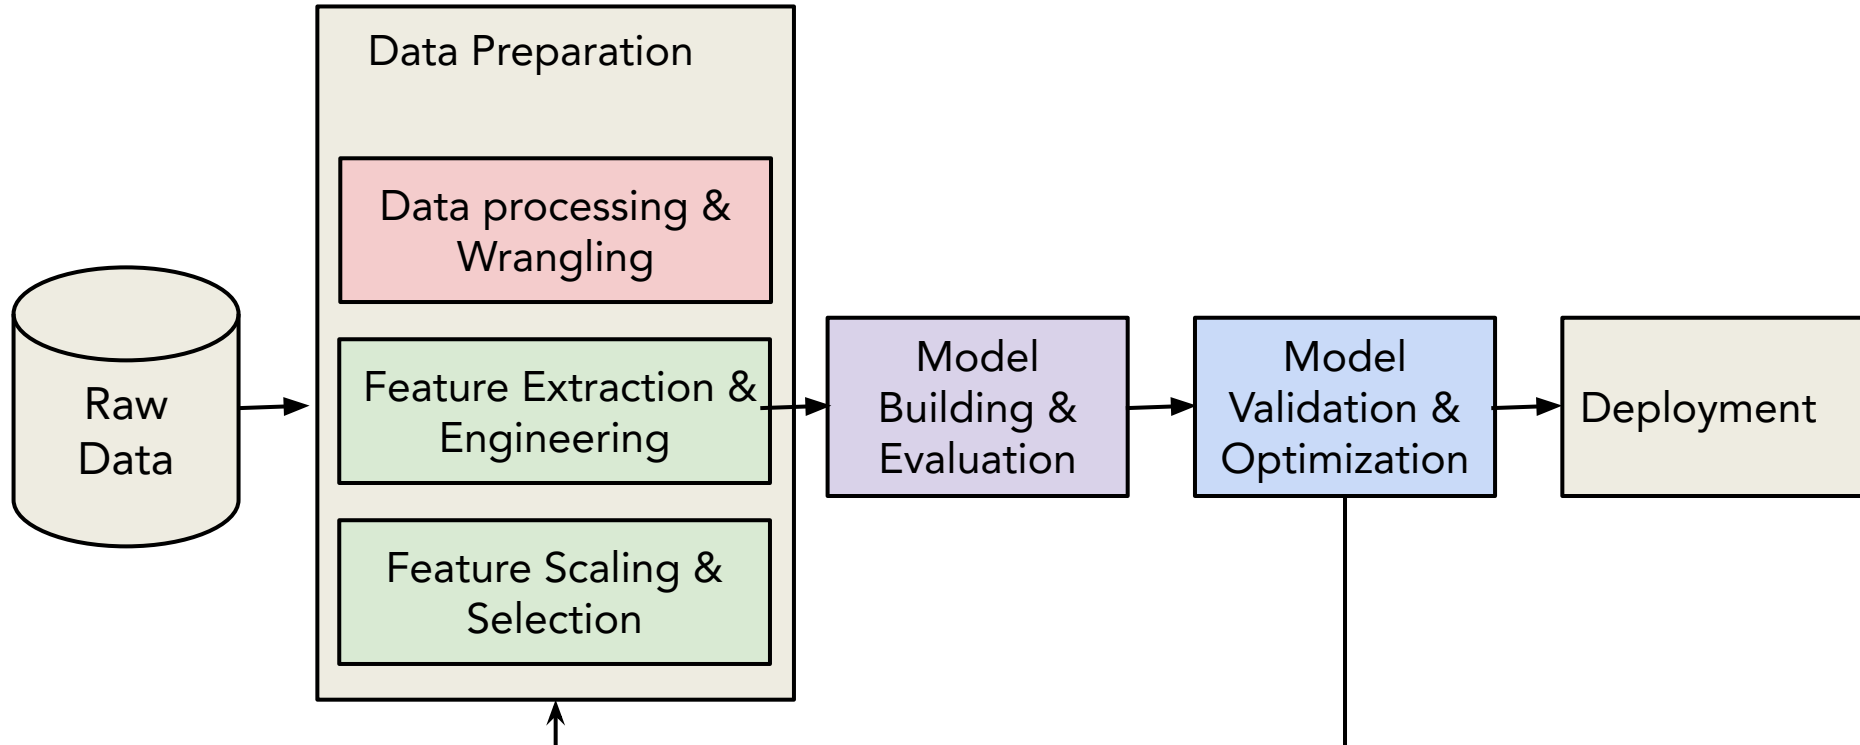 Data Preparation
Data processing &
Wrangling
Raw
Data
Feature Extraction &
Engineering
Feature Scaling &
Selection
Model
Building &
Evaluation
Model
Validation &
Optimization
Deployment